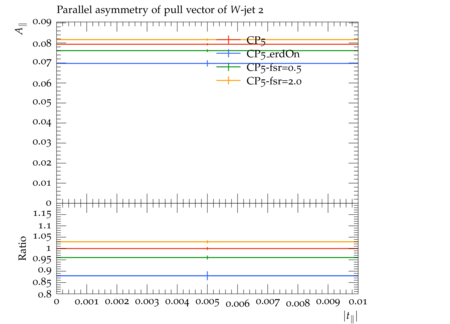 Parallel asymmetry of pull vector of W-jet 2
A∥
0.09
0.08
0.07
0.06
0.05
0.04
0.03
0.02
0.01
0
CP5
CP5_erdOn
CP5-fsr=0.5
CP5-fsr=2.0
Ratio
1.15
1.1
1.05
1
0.95
0.9
0.85
0.8
0 0.001 0.002 0.003 0.004 0.005 0.006 0.007 0.008 0.009 0.01
|t∥|